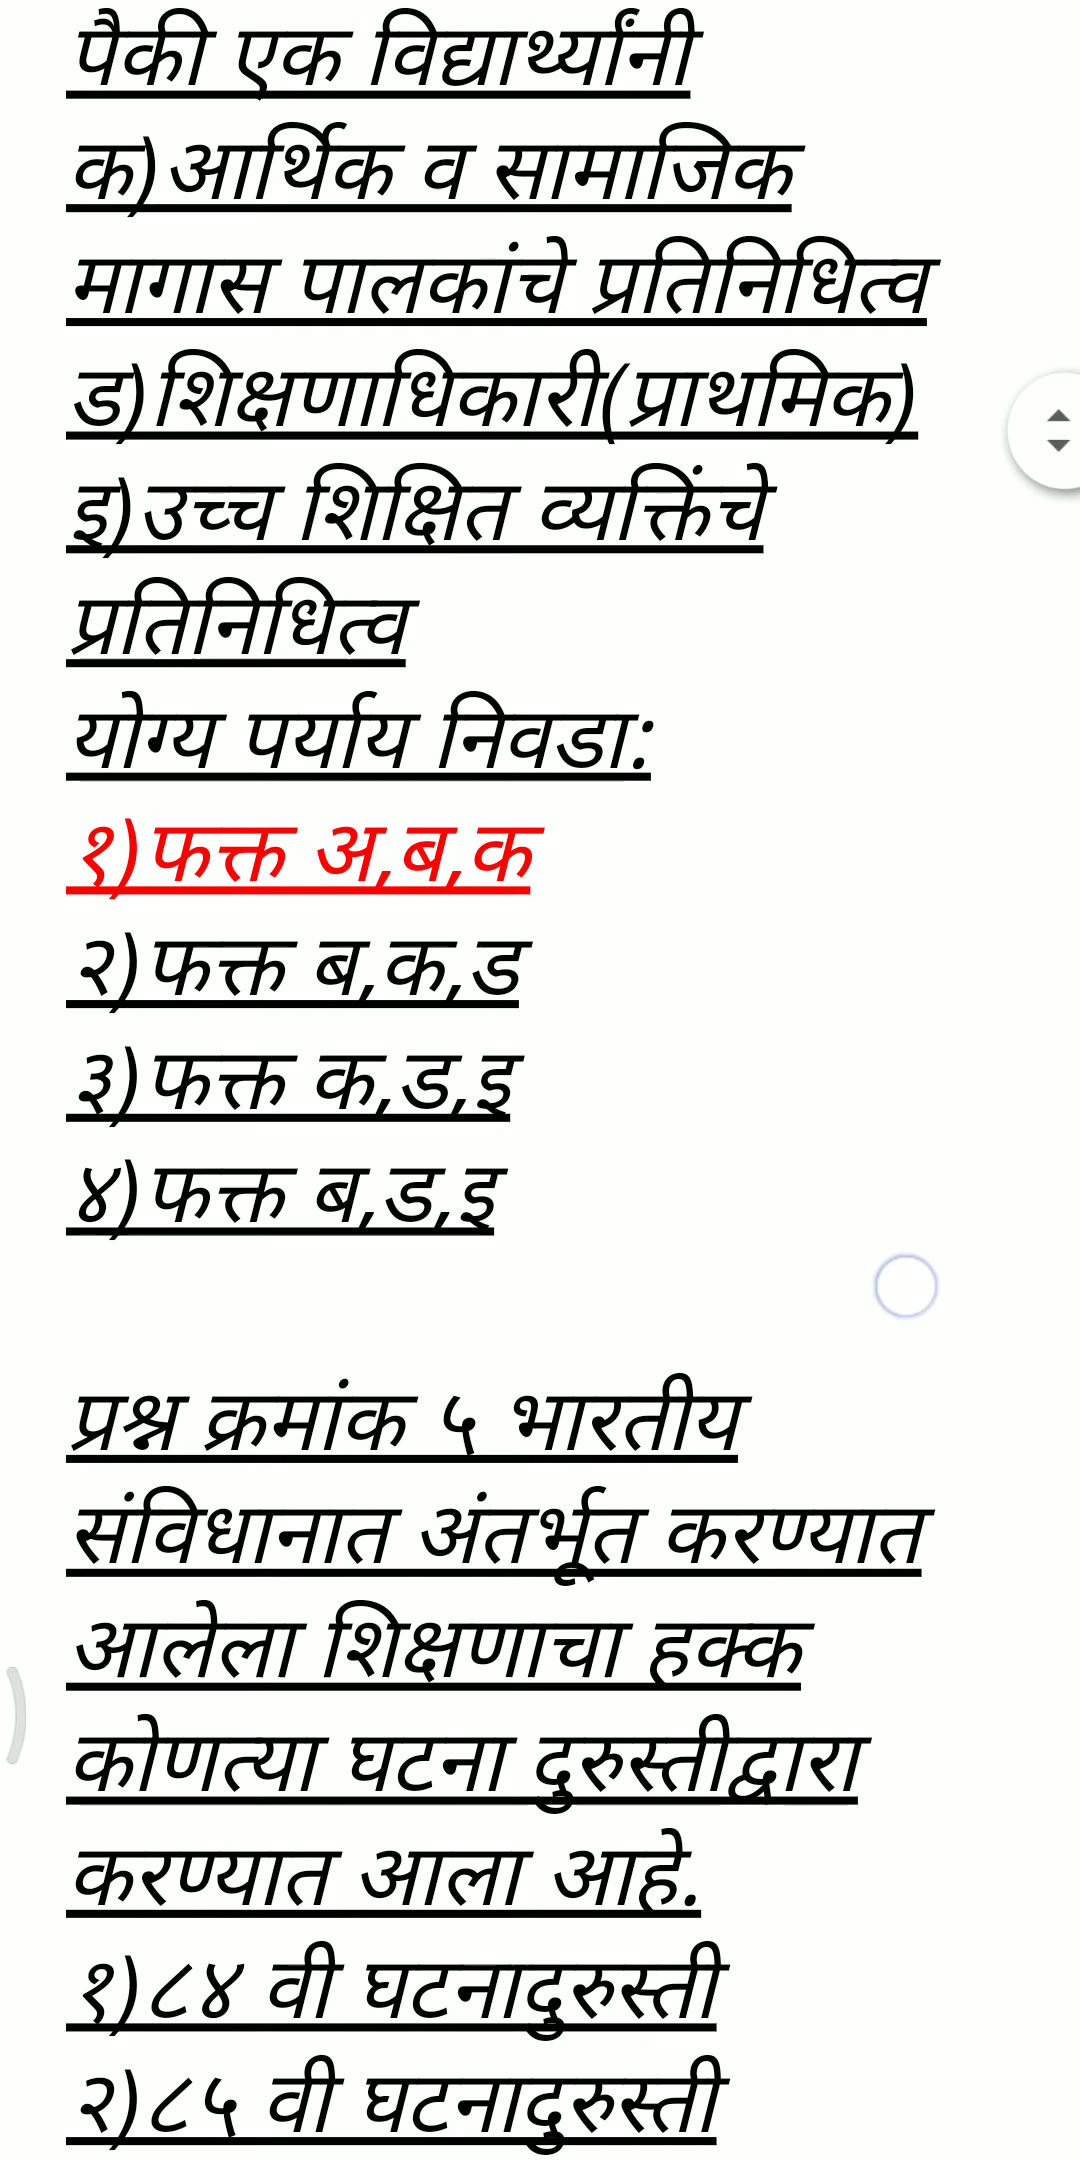 पैकी एक विद्यार्थ्यांनी
क)आर्थिक व सामाजिक
मागास पालकांचे प्रतिनिधित्व
ड)शिक्षणाधिकारी(प्राथमिक)
इ)उच्च शिक्षित व्यक्तिंचे
प्रतिनिधित्व
योग्य पर्याय निवडा:
१)फक्त अ,ब,क
२)फक्त ब,क,ड
३)फक्त क,ड,इ
४)फक्त ब,ड,इ
प्रश्न क्रमांक ५ भारतीय
संविधानात अंतर्भूत करण्यात
आलेला शिक्षणाचा हक्क
कोणत्या घटना दुरुस्तीद्वारा
करण्यात आला आहे.
१)८४ वी घटनादुरुस्ती
२)८५ वी घटनादुरुस्ती